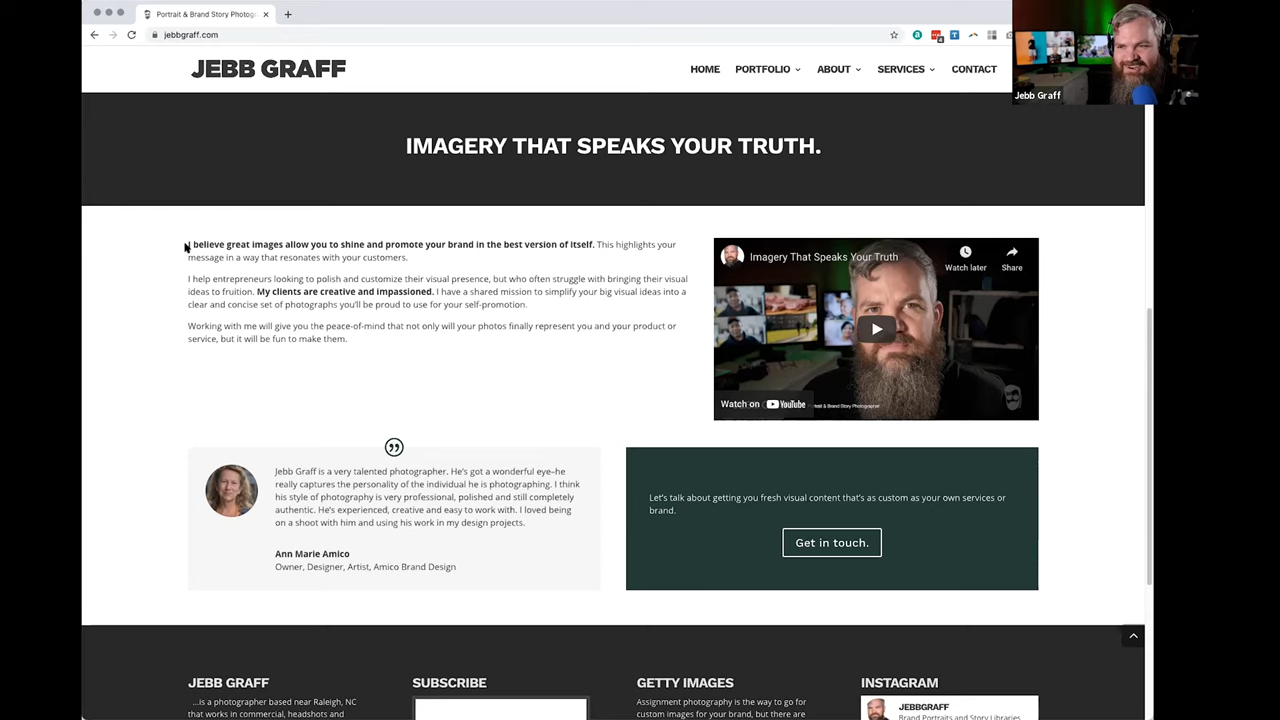 Portrait & Brand Story Photog
jebbgraff.com
JEBB GRAFF
HOME
PORTFOLIO
ABOUT
SERVICES
CONTACT
Jebb Graff
IMAGERY THAT SPEAKS YOUR TRUTH.
I believe great images allow you to shine and promote your brand in the best version of itself. This highlights your
message in a way that resonates with your customers.
I help entrepreneurs looking to polish and customize their visual presence, but who often struggle with bringing their visual
ideas to fruition. My clients are creative and impassioned. I have a shared mission to simplify your big visual ideas into a
clear and concise set of photographs you'll be proud to use for your self-promotion.
Working with me will give you the peace-of-mind that not only will your photos finally represent you and your product or
service, but it will be fun to make them.
Imagery That Speaks Your Truth
Watch later
Share
Watch on YouTube
rtrait & Brand Story Photographer
Jebb Graff is a very talented photographer. He's got a wonderful eye–he
really captures the personality of the individual he is photographing. I think
his style of photography is very professional, polished and still completely
authentic. He's experienced, creative and easy to work with. I loved being
on a shoot with him and using his work in my design projects.
Ann Marie Amico
Owner, Designer, Artist, Amico Brand Design
Let's talk about getting you fresh visual content that's as custom as your own services or
brand.
Get in touch.
JEBB GRAFF
...is a photographer based near Raleigh, NC
that works in commercial, headshots and
SUBSCRIBE
GETTY IMAGES
Assignment photography is the way to go for
custom images for your brand, but there are
INSTAGRAM
JEBBGRAFF
Brand Portraits and Story Libraries